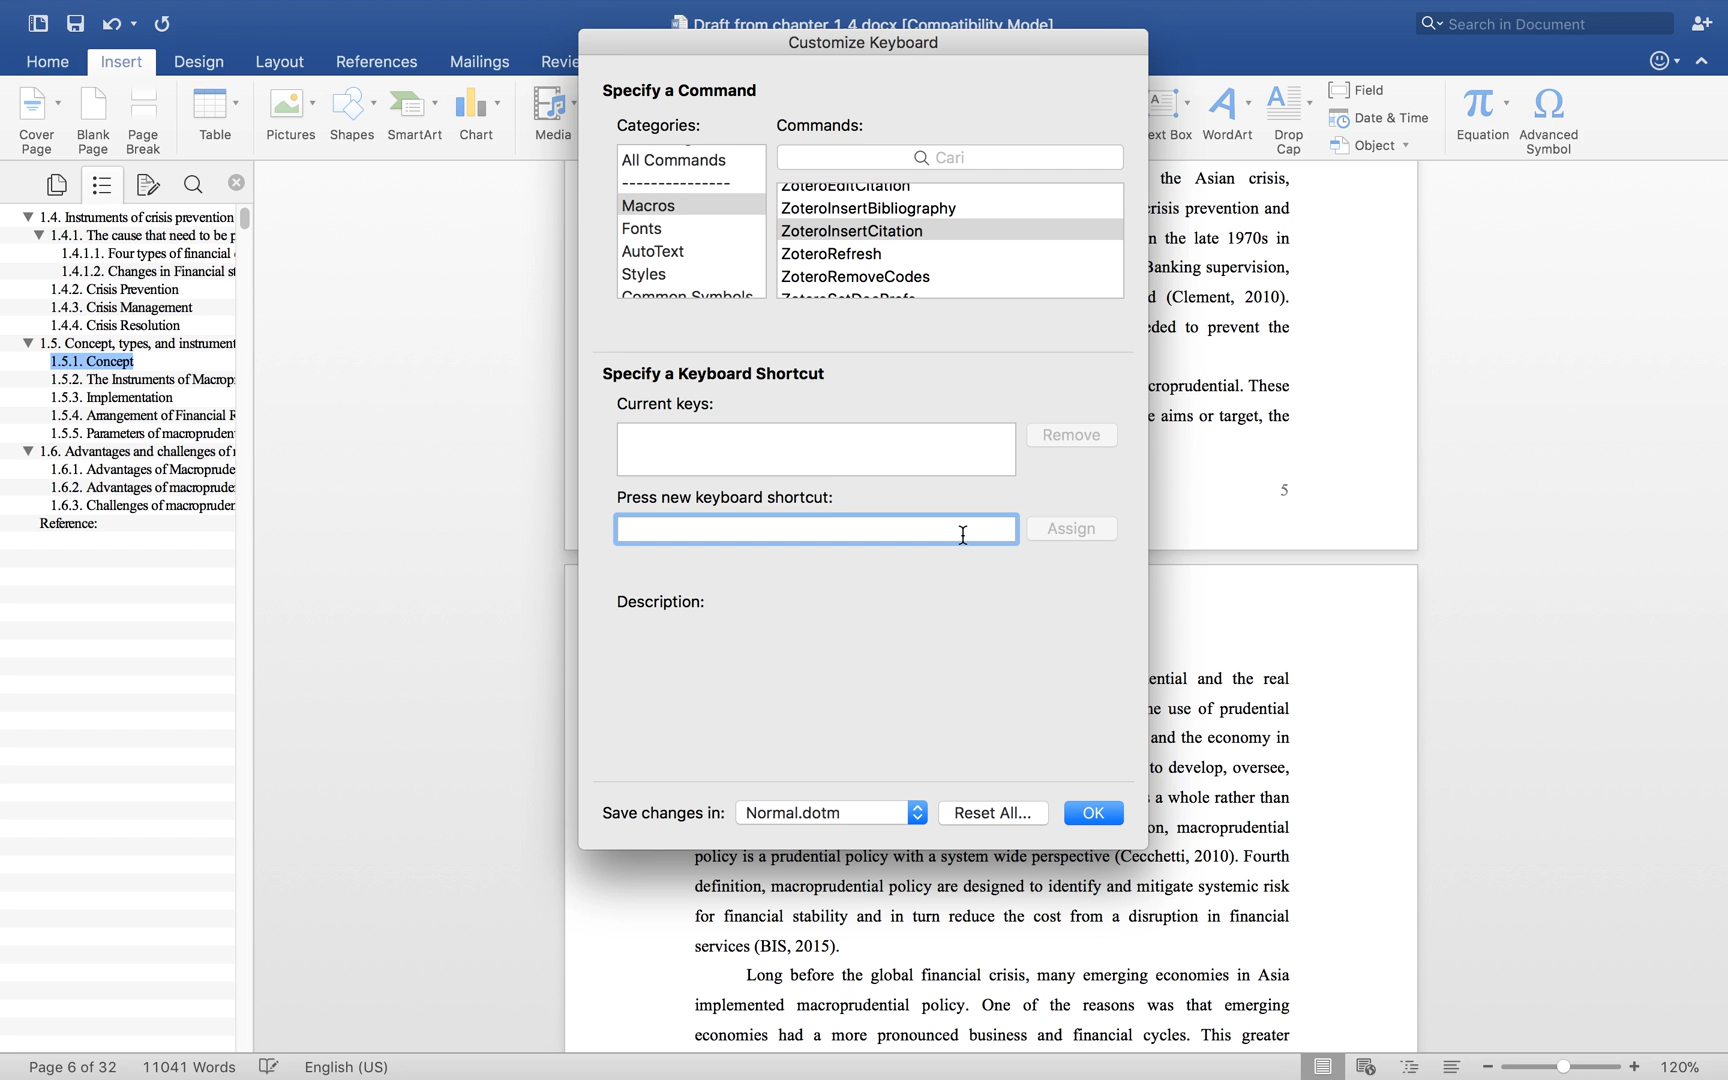 Draft from chapter 1.4.docx [Compatibility Mode]
Search in Document
Home
Insert
Design
Layout
References
Mailings
Customize Keyboard
Cover Page
Blank Page
Page Break
Table
Pictures
Shapes
SmartArt
Chart
Media
WordArt
Drop Cap
Field
Date & Time
Object
Equation
Advanced Symbol
1.4. Instruments of crisis prevention
1.4.1. The cause that need to be
1.4.1.1. Four types of financial
1.4.1.2. Changes in Financial
1.4.2. Crisis Prevention
1.4.3. Crisis Management
1.4.4. Crisis Resolution
1.5. Concept, types, and
1.5.1. Concept
1.5.2. The Instruments of
1.5.3. Implementation
1.5.4. Arrangement of Financial
1.5.5. Parameters of
1.6. Advantages and challenges of
1.6.1. Advantages of
1.6.2. Advantages of
1.6.3. Challenges of
Reference:
Specify a Command
Categories:
All Commands
---------------
Macros
Fonts
AutoText
Styles
Common Symbols
Commands:
Cari
ZoteroEditCitation
ZoteroInsertBibliography
ZoteroInsertCitation
ZoteroRefresh
ZoteroRemoveCodes
ZoteroSetDocPrefs
Specify a Keyboard Shortcut
Current keys:
Remove
Press new keyboard shortcut:
Assign
Description:
Save changes in:
Normal.dotm
Reset All...
OK
the Asian crisis,
prevention and
the late 1970s in
Banking supervision,
(Clement, 2010).
to prevent the
These
aims or target, the
5
and the real
use of prudential
and the economy in
to develop, oversee,
a whole rather than
macroprudential
policy is a prudential policy with a system wide perspective (Cecchetti, 2010). Fourth
definition, macroprudential policy are designed to identify and mitigate systemic risk
for financial stability and in turn reduce the cost from a disruption in financial
services (BIS, 2015).
Long before the global financial crisis, many emerging economies in Asia
implemented macroprudential policy. One of the reasons was that emerging
economies had a more pronounced business and financial cycles. This greater
Page 6 of 32
11041 Words
English (US)
120%